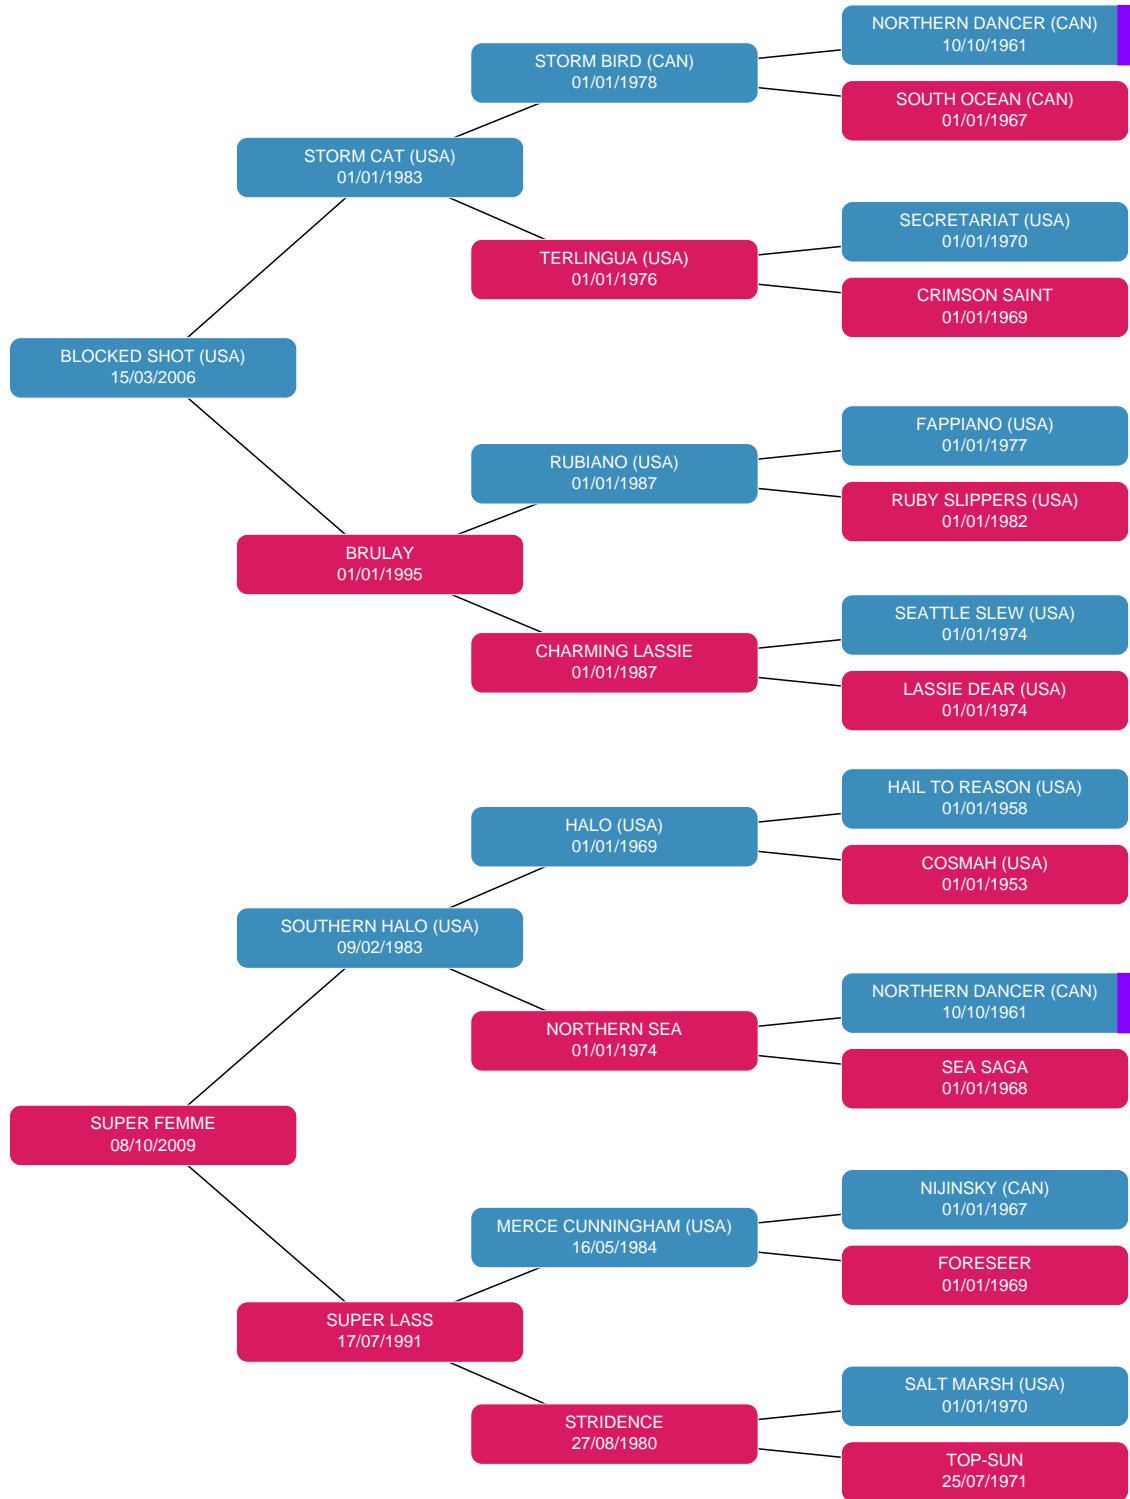 NORTHERN DANCER (CAN)
10/10/1961
STORM BIRD (CAN)
01/01/1978
SOUTH OCEAN (CAN)
01/01/1967
STORM CAT (USA)
01/01/1983
SECRETARIAT (USA)
01/01/1970
TERLINGUA (USA)
01/01/1976
CRIMSON SAINT
01/01/1969
BLOCKED SHOT (USA)
15/03/2006
FAPPIANO (USA)
01/01/1977
RUBIANO (USA)
01/01/1987
RUBY SLIPPERS (USA)
01/01/1982
BRULAY
01/01/1995
SEATTLE SLEW (USA)
01/01/1974
CHARMING LASSIE
01/01/1987
LASSIE DEAR (USA)
01/01/1974
HAIL TO REASON (USA)
01/01/1958
HALO (USA)
01/01/1969
COSMAH (USA)
01/01/1953
SOUTHERN HALO (USA)
09/02/1983
NORTHERN DANCER (CAN)
10/10/1961
NORTHERN SEA
01/01/1974
SEA SAGA
01/01/1968
SUPER FEMME
08/10/2009
NIJINSKY (CAN)
01/01/1967
MERCE CUNNINGHAM (USA)
16/05/1984
FORESEER
01/01/1969
SUPER LASS
17/07/1991
SALT MARSH (USA)
01/01/1970
STRIDENCE
27/08/1980
TOP-SUN
25/07/1971